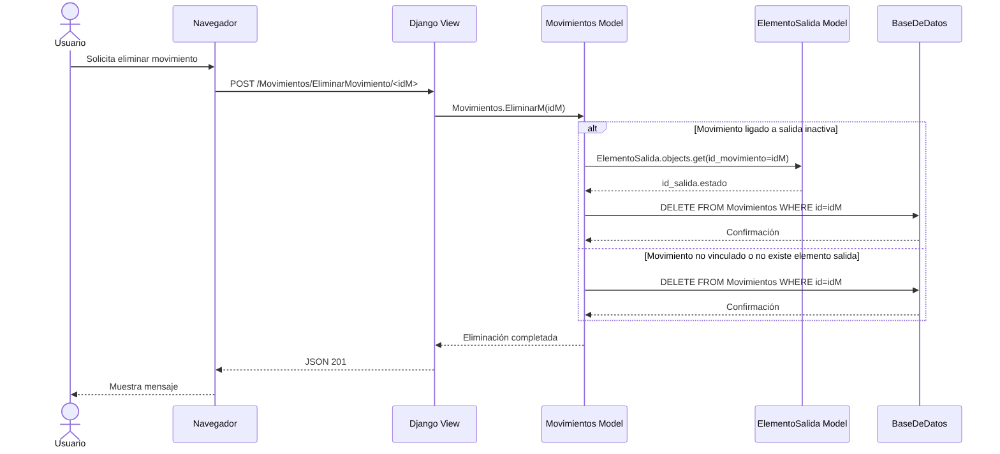 Usuario
Navegador
Django View
Movimientos Model
ElementoSalida Model
BaseDeDatos
Solicita eliminar movimiento
POST /Movimientos/EliminarMovimiento/<idM>
Movimientos.EliminarM(idM)
alt
[Movimiento ligado a salida inactiva]
ElementoSalida.objects.get(id_movimiento=idM)
id_salida.estado
DELETE FROM Movimientos WHERE id=idM
Confirmación
[Movimiento no vinculado o no existe elemento salida]
DELETE FROM Movimientos WHERE id=idM
Confirmación
Eliminación completada
JSON 201
Muestra mensaje
Usuario
Navegador
Django View
Movimientos Model
ElementoSalida Model
BaseDeDatos